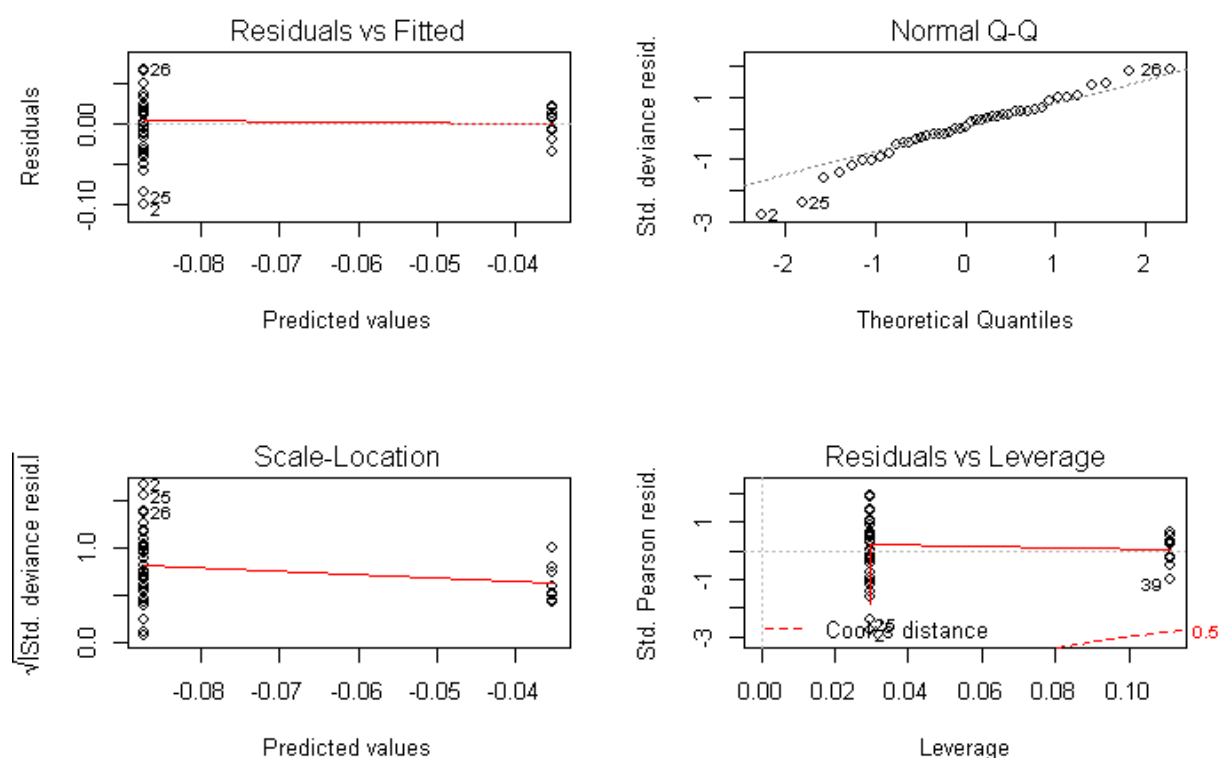 Residuals vs Fitted
Residuals
0.00
-0.10
26
25
2
-0.08 -0.07 -0.06 -0.05 -0.04
Predicted values
Normal Q-Q
Std. deviance resid.
1
-1
-3
26
25
2
-2 -1 0 1 2
Theoretical Quantiles
Scale-Location
√|Std. deviance resid.|
1.0
0.0
2
25
26
-0.08 -0.07 -0.06 -0.05 -0.04
Predicted values
Residuals vs Leverage
Std. Pearson resid.
1
-1
-3
39
25
2
Cook's distance
0.5
0.00 0.02 0.04 0.06 0.08 0.10
Leverage